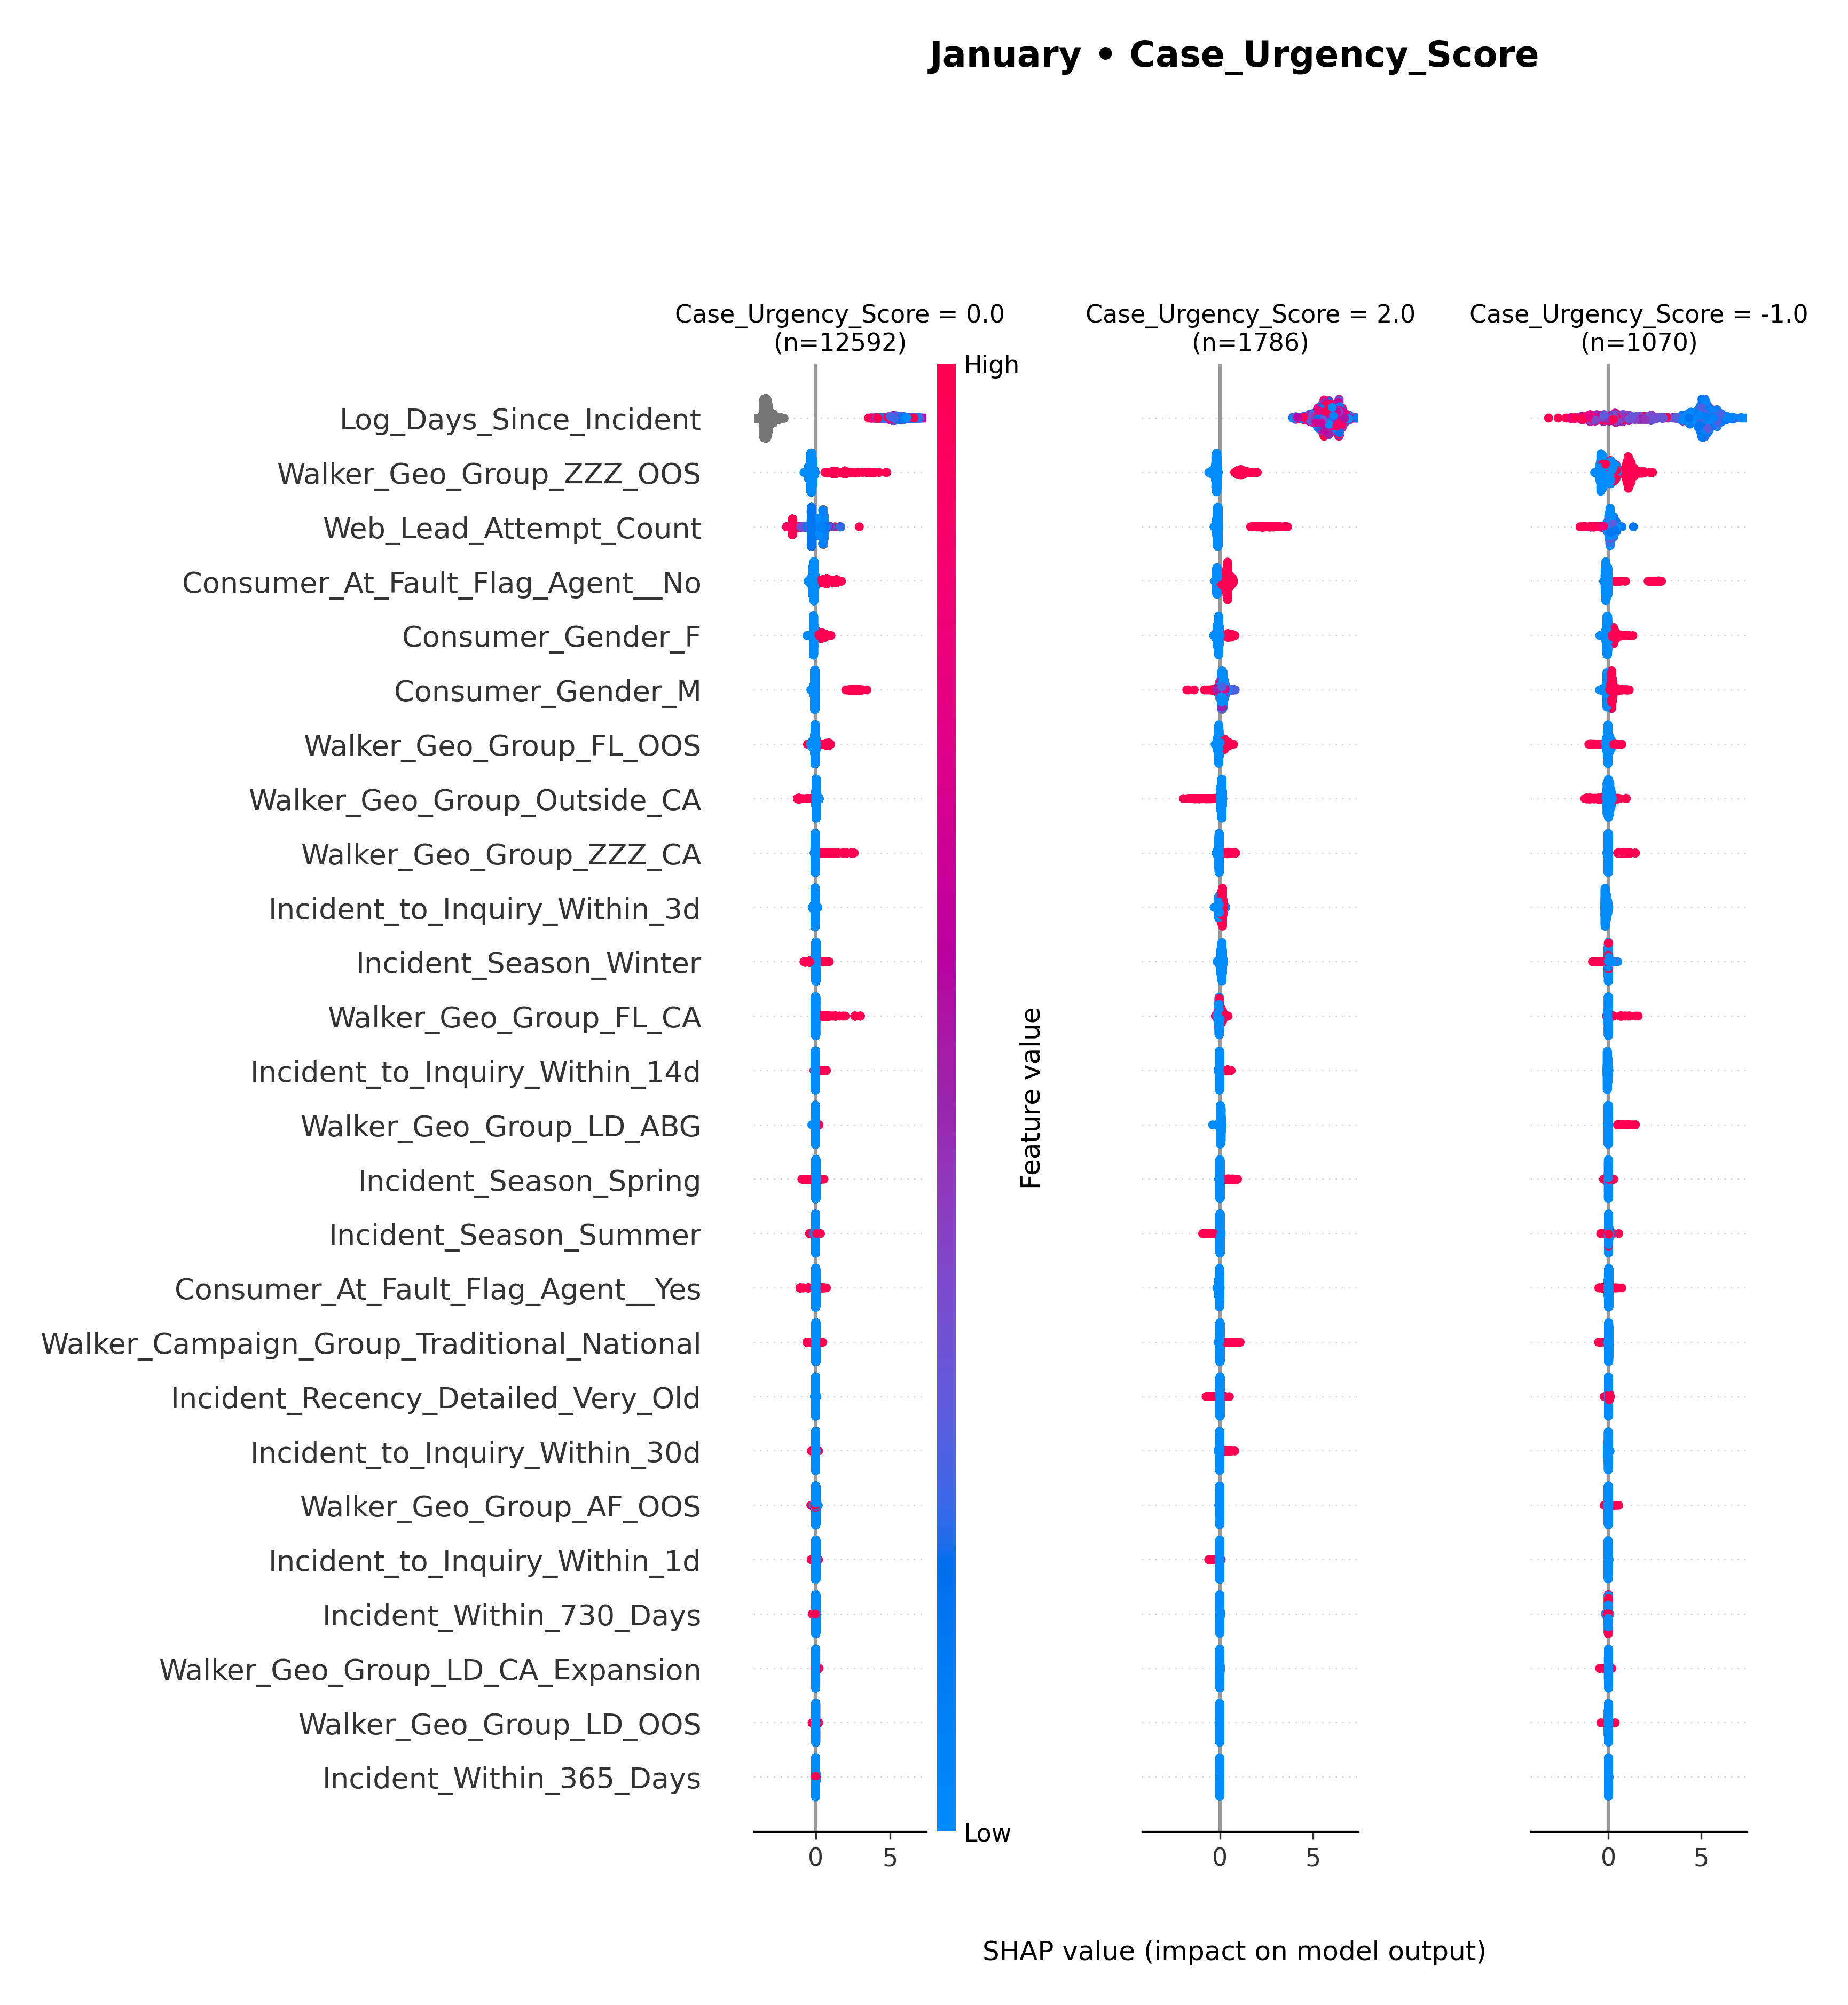 January • Case_Urgency_Score
Case_Urgency_Score = 0.0
(n=12592)
Case_Urgency_Score = 2.0
(n=1786)
Case_Urgency_Score = -1.0
(n=1070)
High
Log_Days_Since_Incident
Walker_Geo_Group_ZZZ_OOS
Web_Lead_Attempt_Count
Consumer_At_Fault_Flag_Agent__No
Consumer_Gender_F
Consumer_Gender_M
Walker_Geo_Group_FL_OOS
Walker_Geo_Group_Outside_CA
Walker_Geo_Group_ZZZ_CA
Incident_to_Inquiry_Within_3d
Incident_Season_Winter
Walker_Geo_Group_FL_CA
Incident_to_Inquiry_Within_14d
Walker_Geo_Group_LD_ABG
Incident_Season_Spring
Incident_Season_Summer
Consumer_At_Fault_Flag_Agent__Yes
Walker_Campaign_Group_Traditional_National
Incident_Recency_Detailed_Very_Old
Incident_to_Inquiry_Within_30d
Walker_Geo_Group_AF_OOS
Incident_to_Inquiry_Within_1d
Incident_Within_730_Days
Walker_Geo_Group_LD_CA_Expansion
Walker_Geo_Group_LD_OOS
Incident_Within_365_Days
Feature value
Low
0 5
0 5
0 5
SHAP value (impact on model output)